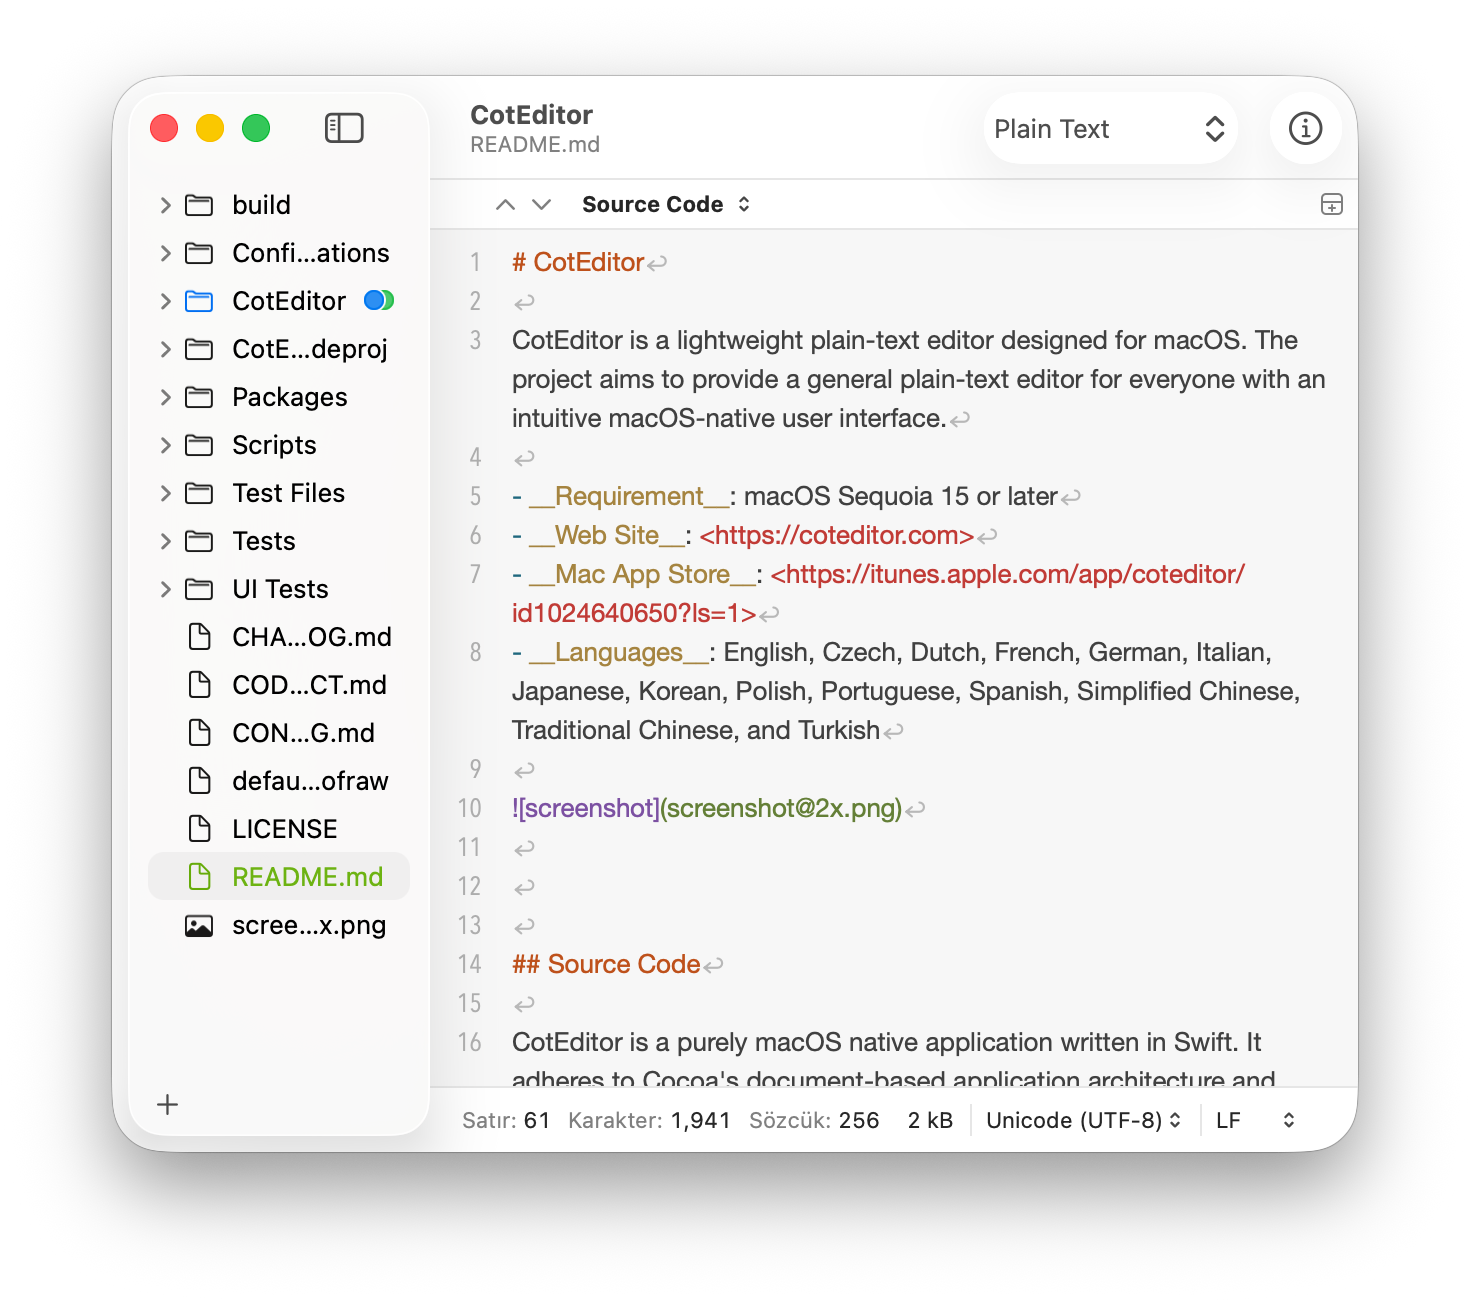 CotEditor
README.md
Plain Text
build
Confi...ations
CotEditor
CotE...deproj
Packages
Scripts
Test Files
Tests
UI Tests
CHA...OG.md
COD...CT.md
CON...G.md
defau...ofraw
LICENSE
README.md
scree...x.png
Source Code
1 # CotEditor↩
2 ↩
3 CotEditor is a lightweight plain-text editor designed for macOS. The
project aims to provide a general plain-text editor for everyone with an
intuitive macOS-native user interface.↩
4 ↩
5 - __Requirement__: macOS Sequoia 15 or later↩
6 - __Web Site__: <https://coteditor.com>↩
7 - __Mac App Store__: <https://itunes.apple.com/app/coteditor/
id1024640650?ls=1>↩
8 - __Languages__: English, Czech, Dutch, French, German, Italian,
Japanese, Korean, Polish, Portuguese, Spanish, Simplified Chinese,
Traditional Chinese, and Turkish↩
9 ↩
10 ![screenshot](screenshot@2x.png)↩
11 ↩
12 ↩
13 ↩
14 ## Source Code↩
15 ↩
16 CotEditor is a purely macOS native application written in Swift. It
adheres to Cocoa's document-based application architecture and
Satır: 61 Karakter: 1,941 Sözcük: 256 2 kB Unicode (UTF-8) LF